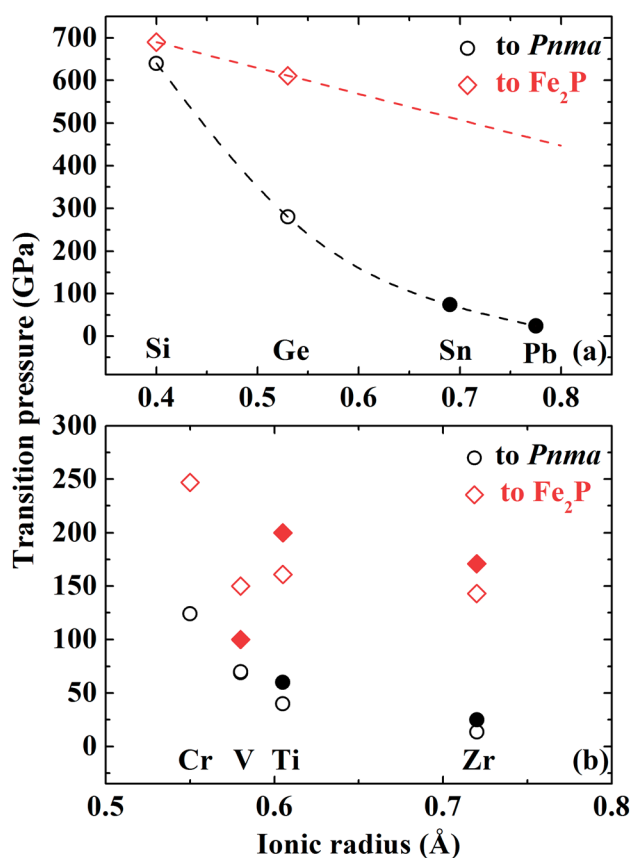 700
600
500
400
300
200
100
0
to Pnma
to Fe₂P
Si Ge Sn Pb (a)
0.4 0.5 0.6 0.7 0.8
Transition pressure (GPa)
300
250
200
150
100
50
0
to Pnma
to Fe₂P
Cr V Ti Zr (b)
0.5 0.6 0.7 0.8
Ionic radius (Å)